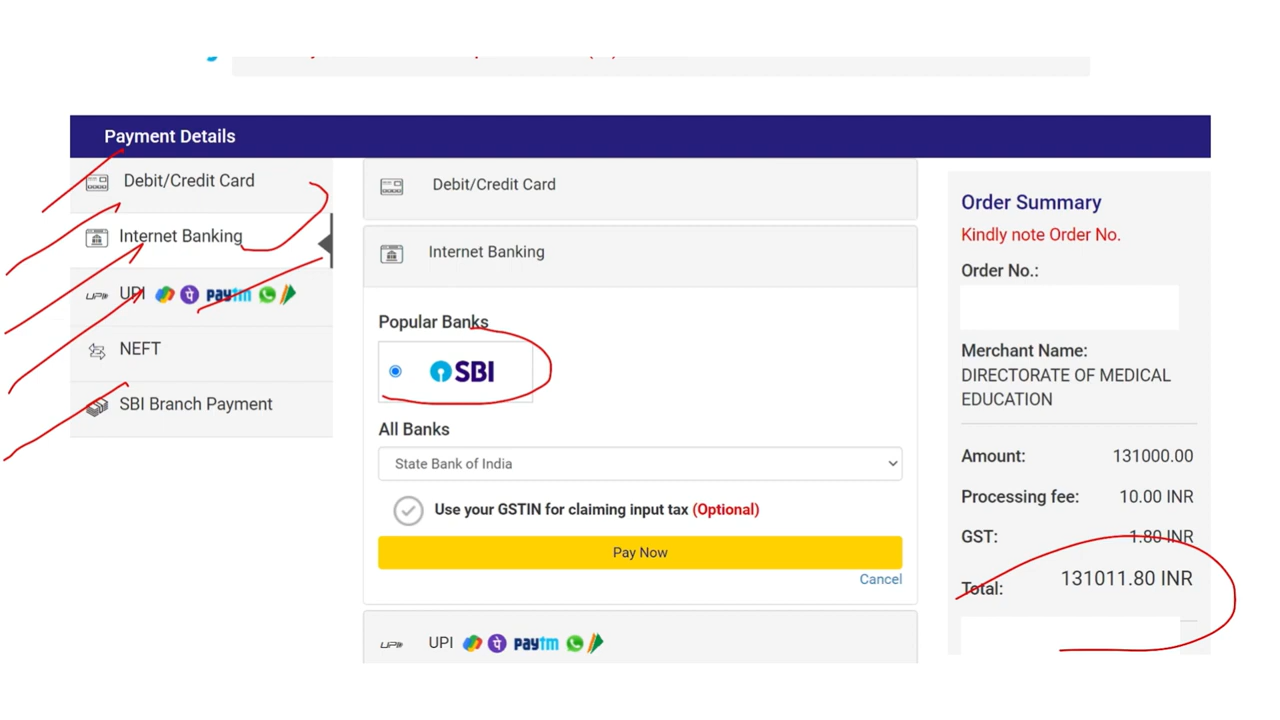 Payment Details
Debit/Credit Card
Internet Banking
UPI UPI paytm
NEFT
SBI Branch Payment
Debit/Credit Card
Internet Banking
Popular Banks
SBI
All Banks
State Bank of India
Use your GSTIN for claiming input tax (Optional)
Pay Now
Cancel
UPI UPI paytm
Order Summary
Kindly note Order No.
Order No.:
Merchant Name:
DIRECTORATE OF MEDICAL
EDUCATION
Amount: 131000.00
Processing fee: 10.00 INR
GST: 1.80 INR
Total: 131011.80 INR